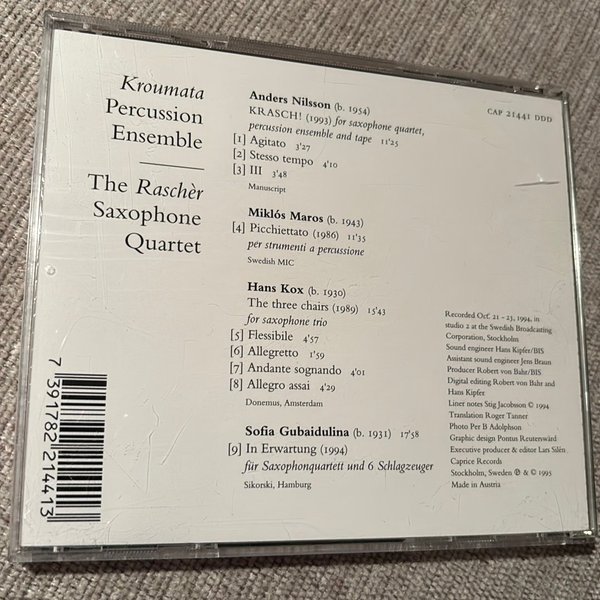 Kroumata
Percussion
Ensemble
The Raschèr
Saxophone
Quartet
CAP 21441 DDD
Anders Nilsson (b. 1954)
KRASCH! (1993) for saxophone quartet,
percussion ensemble and tape 11'25
[1] Agitato 3'27
[2] Stesso tempo 4'10
[3] III 3'48
Manuscript
Miklós Maros (b. 1943)
[4] Picchiettato (1986) 11'35
per strumenti a percussione
Swedish MIC
Hans Kox (b. 1930)
The three chairs (1989) 15'43
for saxophone trio
[5] Flessibile 4'57
[6] Allegretto 1'59
[7] Andante sognando 4'01
[8] Allegro assai 4'29
Donemus, Amsterdam
Sofia Gubaidulina (b. 1931) 17'58
[9] In Erwartung (1994)
für Saxophonquartett und 6 Schlagzeuger
Sikorski, Hamburg
Recorded Oct. 21 - 23, 1994, in
studio 2 at the Swedish Broadcasting
Corporation, Stockholm
Sound engineer Hans Kipfer/BIS
Assistant sound engineer Jens Braun
Producer Robert von Bahr/BIS
Digital editing Robert von Bahr and
Hans Kipfer
Liner notes Stig Jacobsson © 1994
Translation Roger Tanner
Photo Per B Adolphson
Graphic design Pontus Reuterswärd
Executive producer & editor Lars Silén
Caprice Records
Stockholm, Sweden ℗ & © 1995
Made in Austria
7 391782 214413